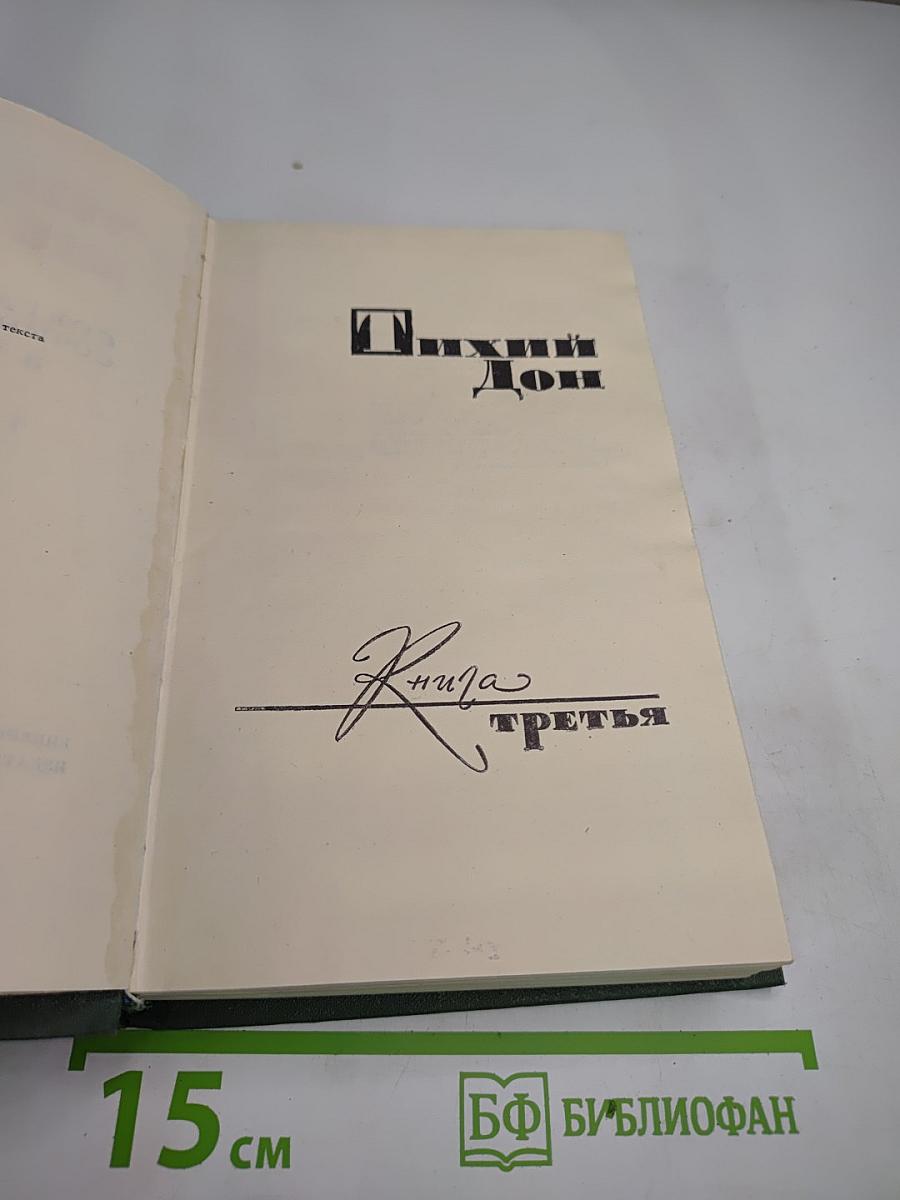 текста
Тихий
Дон
Книга
третья
15 см
БФ БИБЛИОФАН